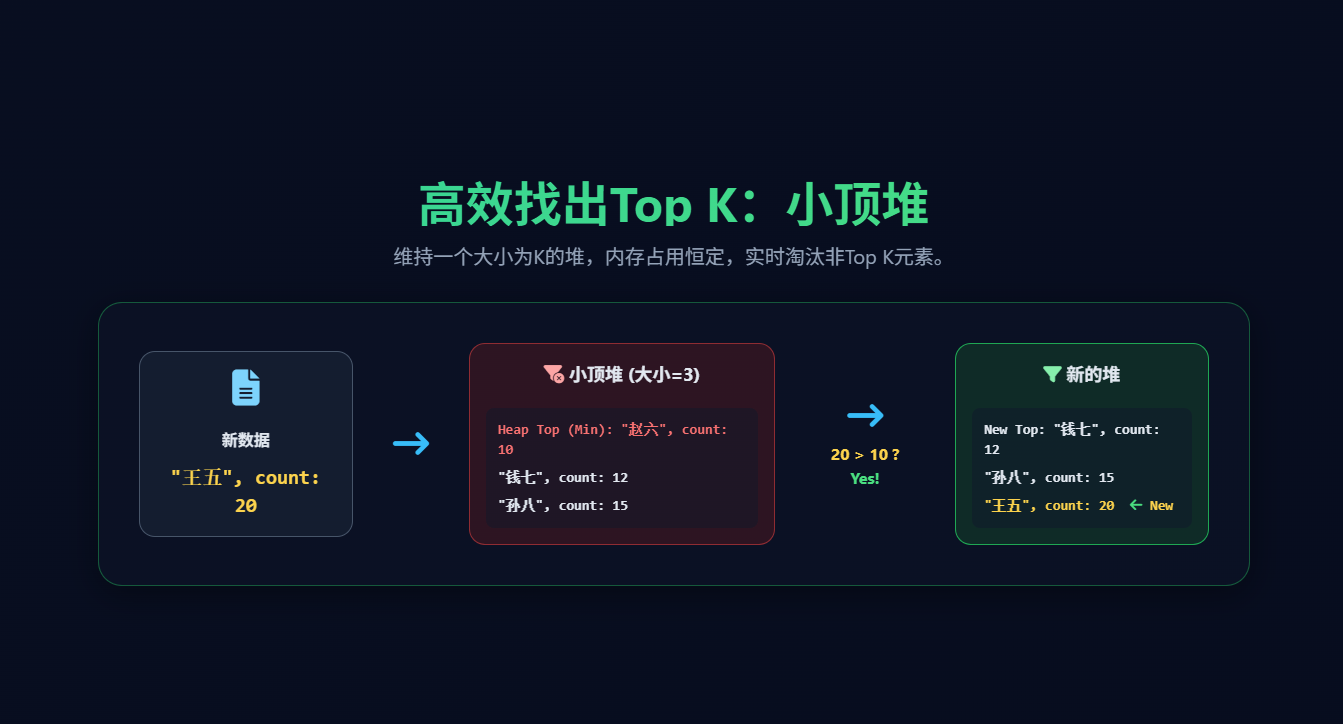 高效找出Top K：小顶堆
维持一个大小为K的堆，内存占用恒定，实时淘汰非Top K元素。
新数据
"王五", count:
20
小顶堆 (大小=3)
Heap Top (Min): "赵六", count:
10
"钱七", count: 12
"孙八", count: 15
20 > 10 ?
Yes!
新的堆
New Top: "钱七", count:
12
"孙八", count: 15
"王五", count: 20 ← New